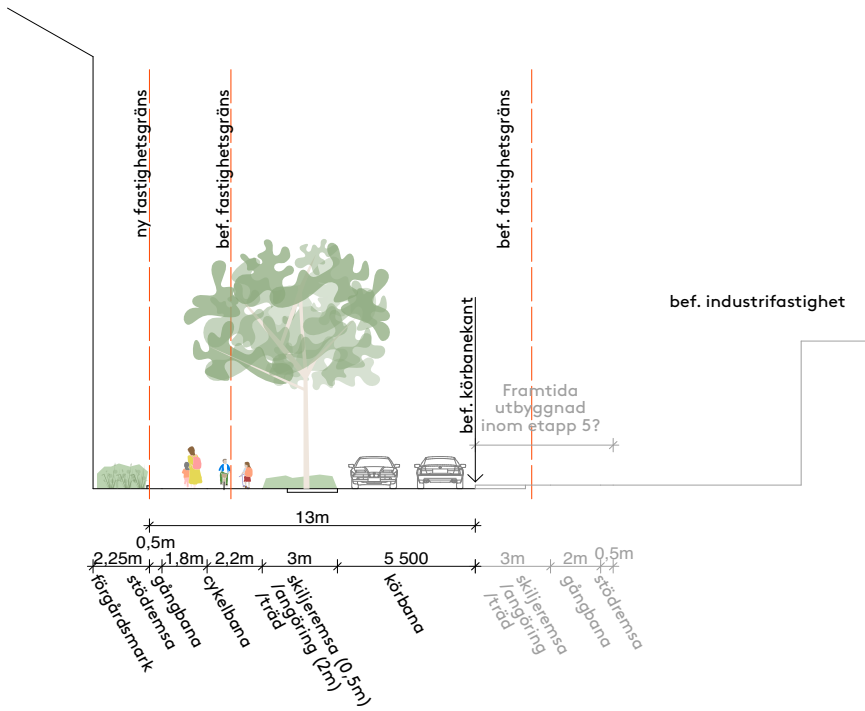 ny fastighetsgräns
bef. fastighetsgräns
bef. fastighetsgräns
bef. industrifastighet
bef. körbanekant
Framtida
utbyggnad
inom etapp 5?
13m
0,5m
2,25m
1,8m
2,2m
3m
5 500
3m
2m
0,5m
förgårdsmark
stödremsa
gångbana
cykelbana
skiljeremsa (0,5m)
/angöring (2m)
/träd
körbana
skiljeremsa
/angöring
/träd
gångbana
stödremsa